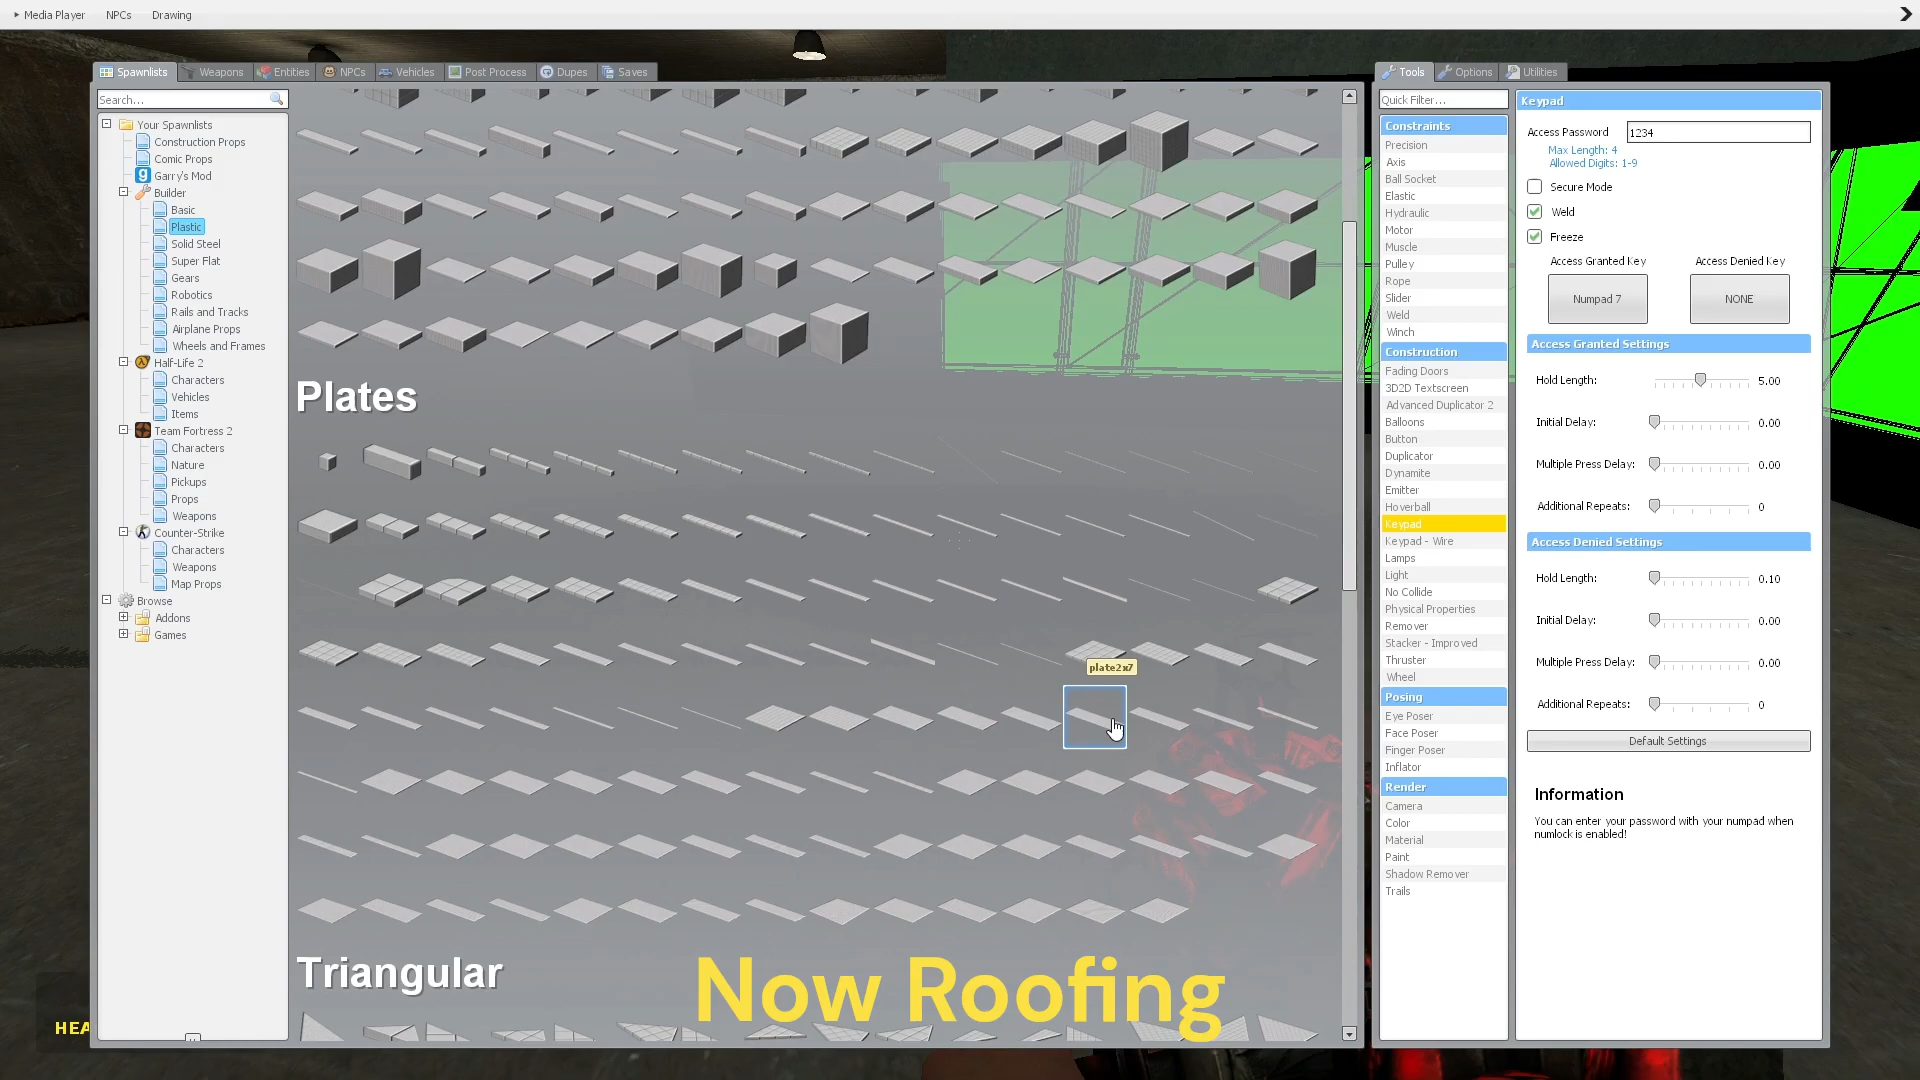 Media Player NPCs Drawing
Spawnlists Weapons Entities NPCs Vehicles Post Process Dupes Saves
Search...
Your Spawnlists
Construction Props
Comic Props
Garry's Mod
Builder
Basic
Plastic
Solid Steel
Super Flat
Gears
Robotics
Rails and Tracks
Airplane Props
Wheels and Frames
Half-Life 2
Characters
Vehicles
Items
Team Fortress 2
Characters
Nature
Pickups
Props
Weapons
Counter-Strike
Characters
Weapons
Map Props
Browse
Addons
Games
HEA
Plates
plate2x7
Triangular
Now Roofing
Tools Options Utilities
Quick Filter...
Constraints
Precision
Axis
Ball Socket
Elastic
Hydraulic
Motor
Muscle
Pulley
Rope
Slider
Weld
Winch
Construction
Fading Doors
3D2D Textscreen
Advanced Duplicator 2
Balloons
Button
Duplicator
Dynamite
Emitter
Hoverball
Keypad
Keypad - Wire
Lamps
Light
No Collide
Physical Properties
Remover
Stacker - Improved
Thruster
Wheel
Posing
Eye Poser
Face Poser
Finger Poser
Inflator
Render
Camera
Color
Material
Paint
Shadow Remover
Trails
Keypad
Access Password 1234
Max Length: 4
Allowed Digits: 1-9
Secure Mode
Weld
Freeze
Access Granted Key Access Denied Key
Numpad 7 NONE
Access Granted Settings
Hold Length: 5.00
Initial Delay: 0.00
Multiple Press Delay: 0.00
Additional Repeats: 0
Access Denied Settings
Hold Length: 0.10
Initial Delay: 0.00
Multiple Press Delay: 0.00
Additional Repeats: 0
Default Settings
Information
You can enter your password with your numpad when
numlock is enabled!